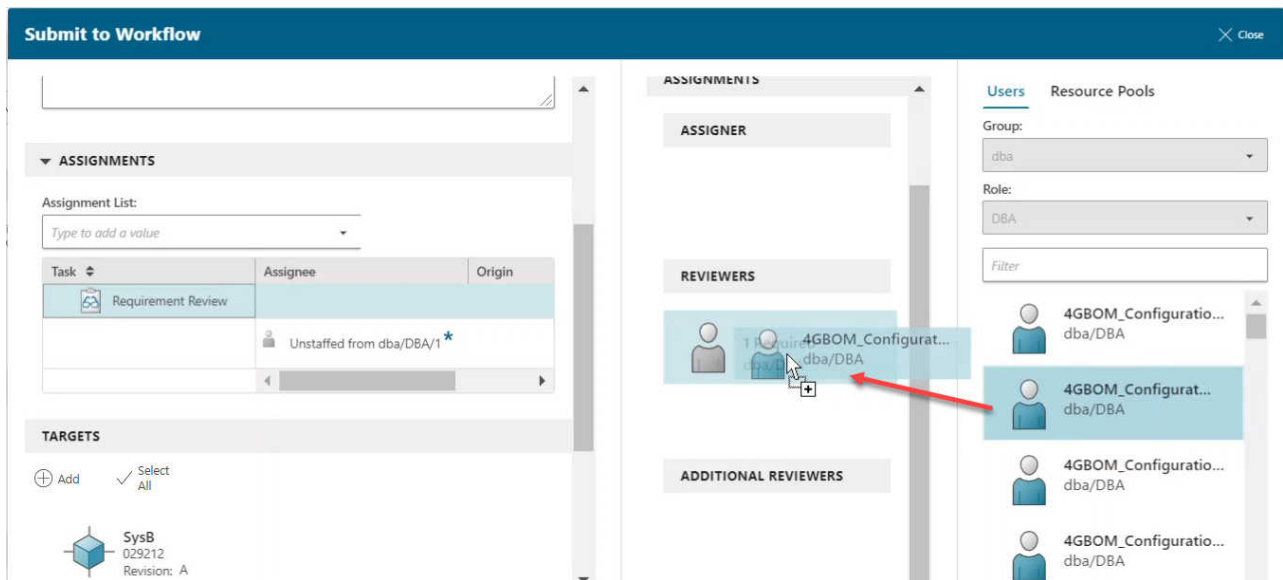 Submit to Workflow
Close
ASSIGNMENTS
Assignment List:
Type to add a value
Task
Assignee
Origin
Requirement Review
Unstaffed from dba/DBA/1*
TARGETS
Add
Select
All
SysB
029212
Revision: A
ASSIGNMENTS
ASSIGNER
REVIEWERS
1 Required
4GBOM_Configurat...
dba/DBA
ADDITIONAL REVIEWERS
Users
Resource Pools
Group:
dba
Role:
DBA
Filter
4GBOM_Configuratio...
dba/DBA
4GBOM_Configurat...
dba/DBA
4GBOM_Configuratio...
dba/DBA
4GBOM_Configuratio...
dba/DBA